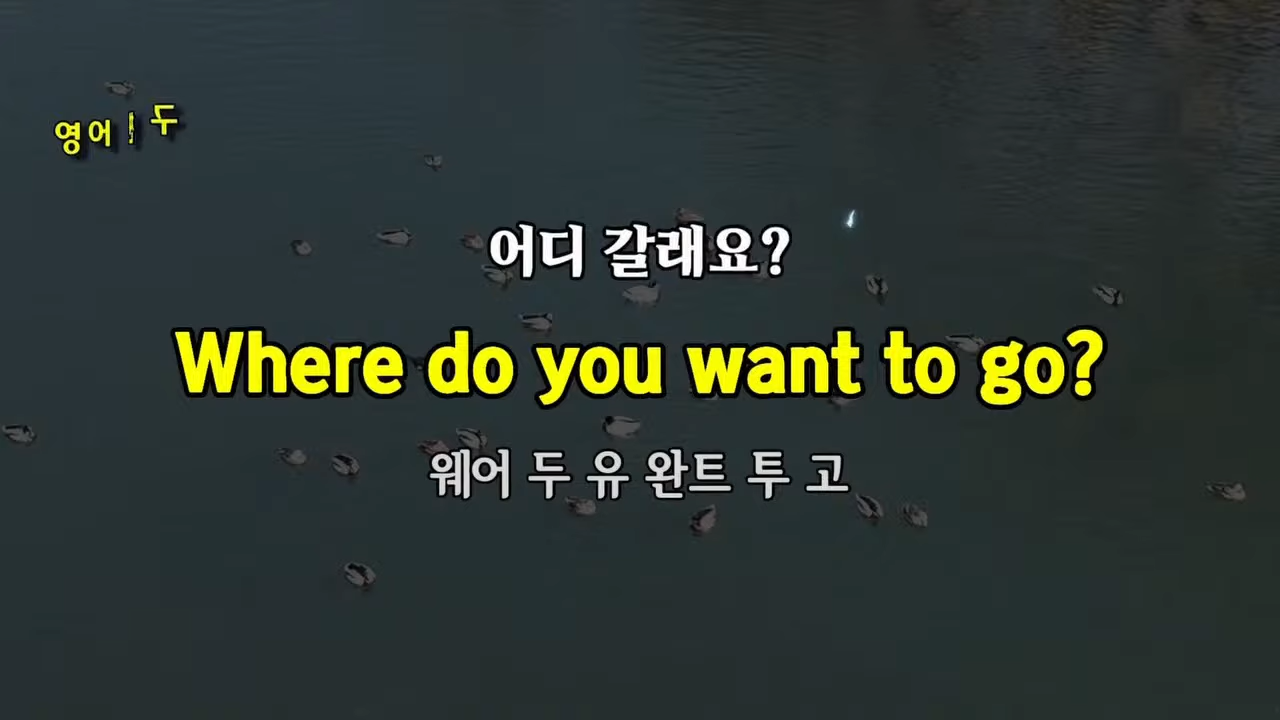 영어
두
어디 갈래요?
Where do you want to go?
웨어 두 유 완트 투 고